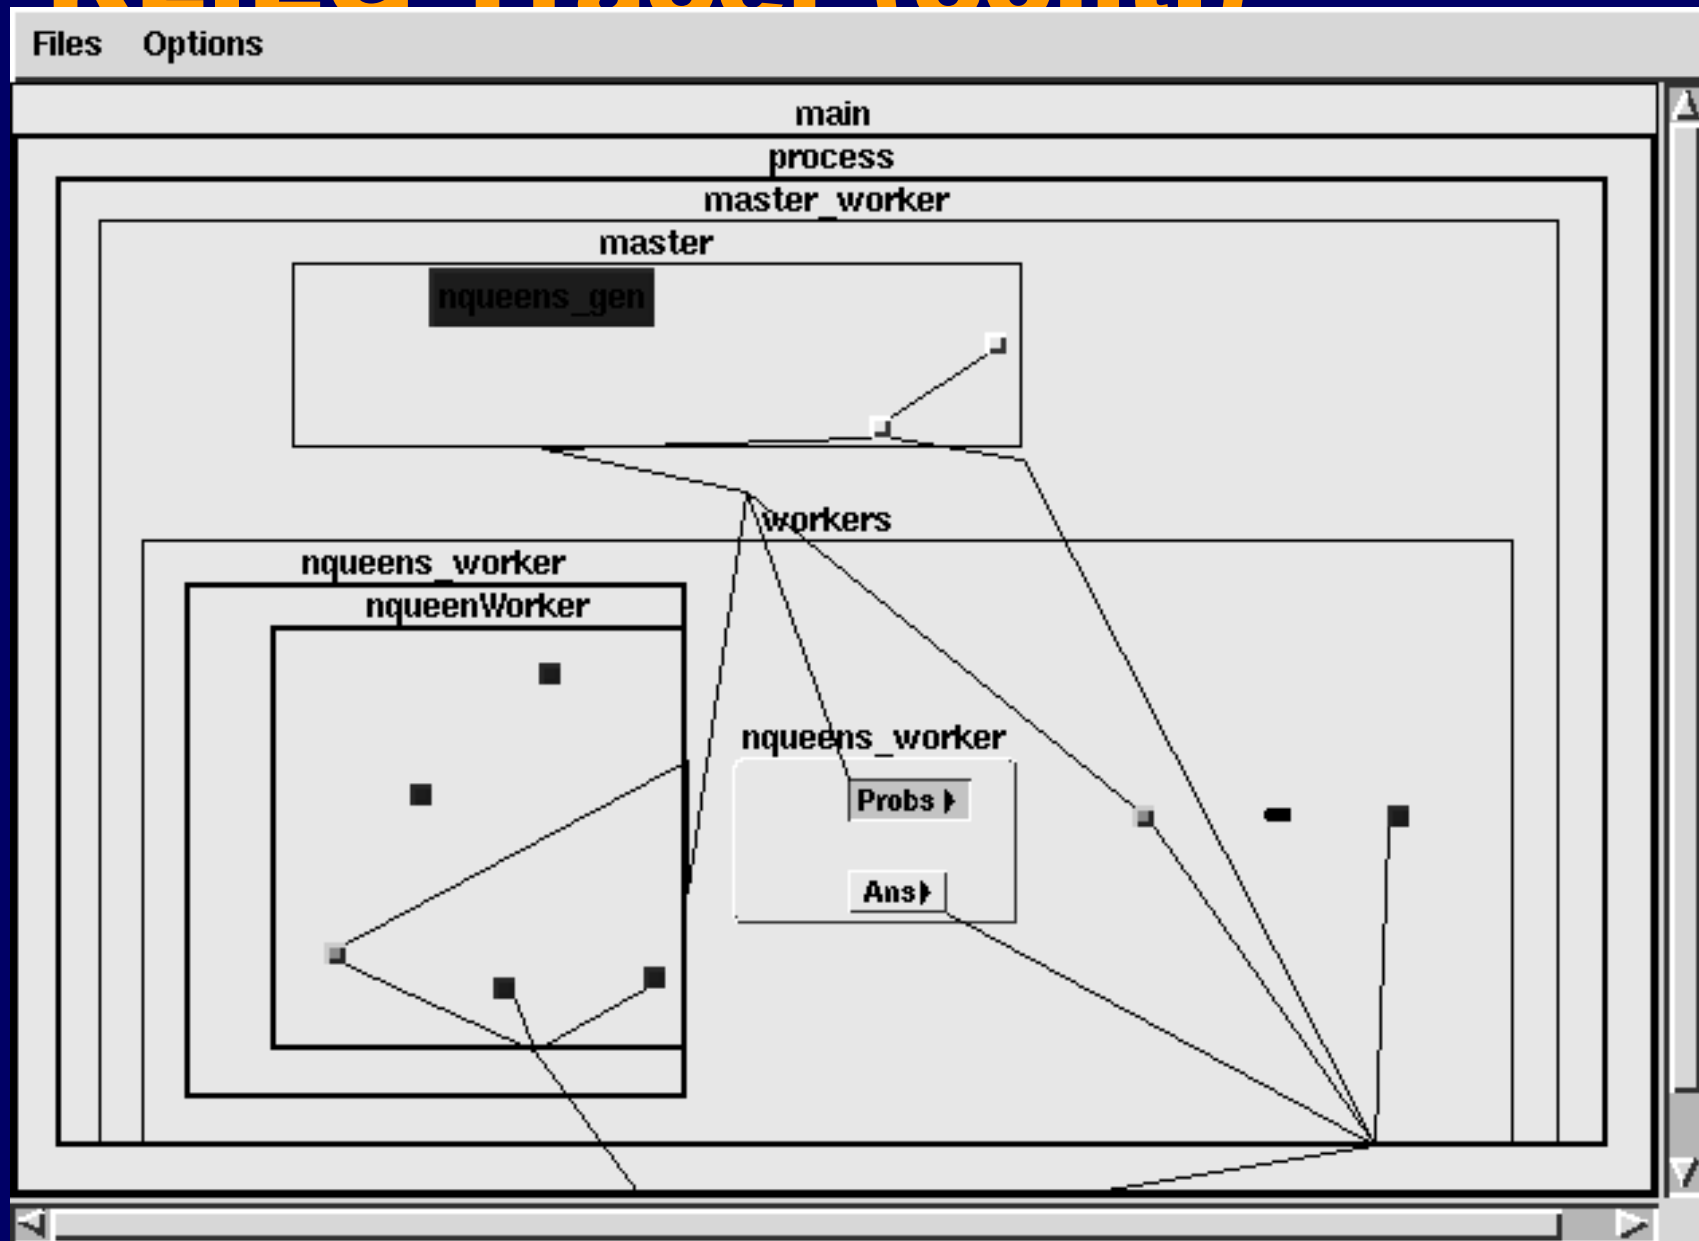 Files Options
main
process
master_worker
master
nqueens_gen
workers
nqueens_worker
nqueenWorker
nqueens_worker
Probs
Ans